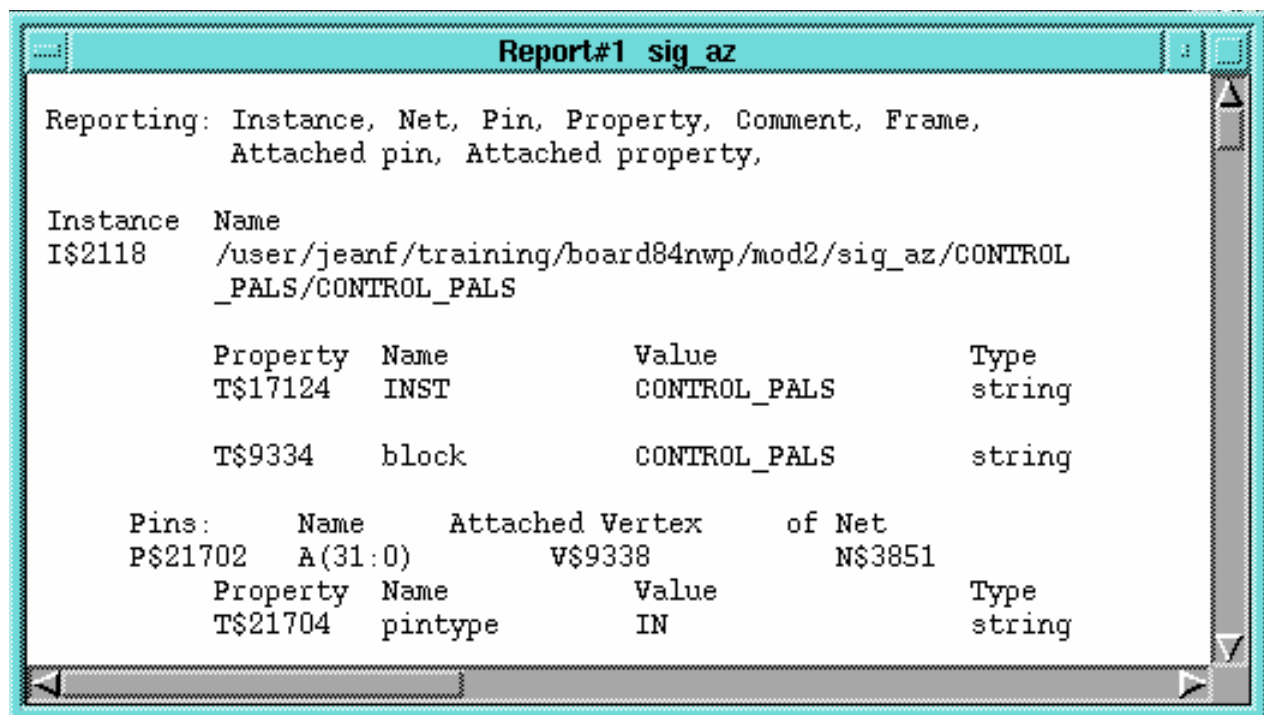 Report#1 sig_az
Reporting: Instance, Net, Pin, Property, Comment, Frame,
Attached pin, Attached property,
Instance Name
I$2118 /user/jeanf/training/board84nwp/mod2/sig_az/CONTROL
_PALS/CONTROL_PALS
Property Name Value Type
T$17124 INST CONTROL_PALS string
T$9334 block CONTROL_PALS string
Pins: Name Attached Vertex of Net
P$21702 A(31:0) V$9338 N$3851
Property Name Value Type
T$21704 pintype IN string